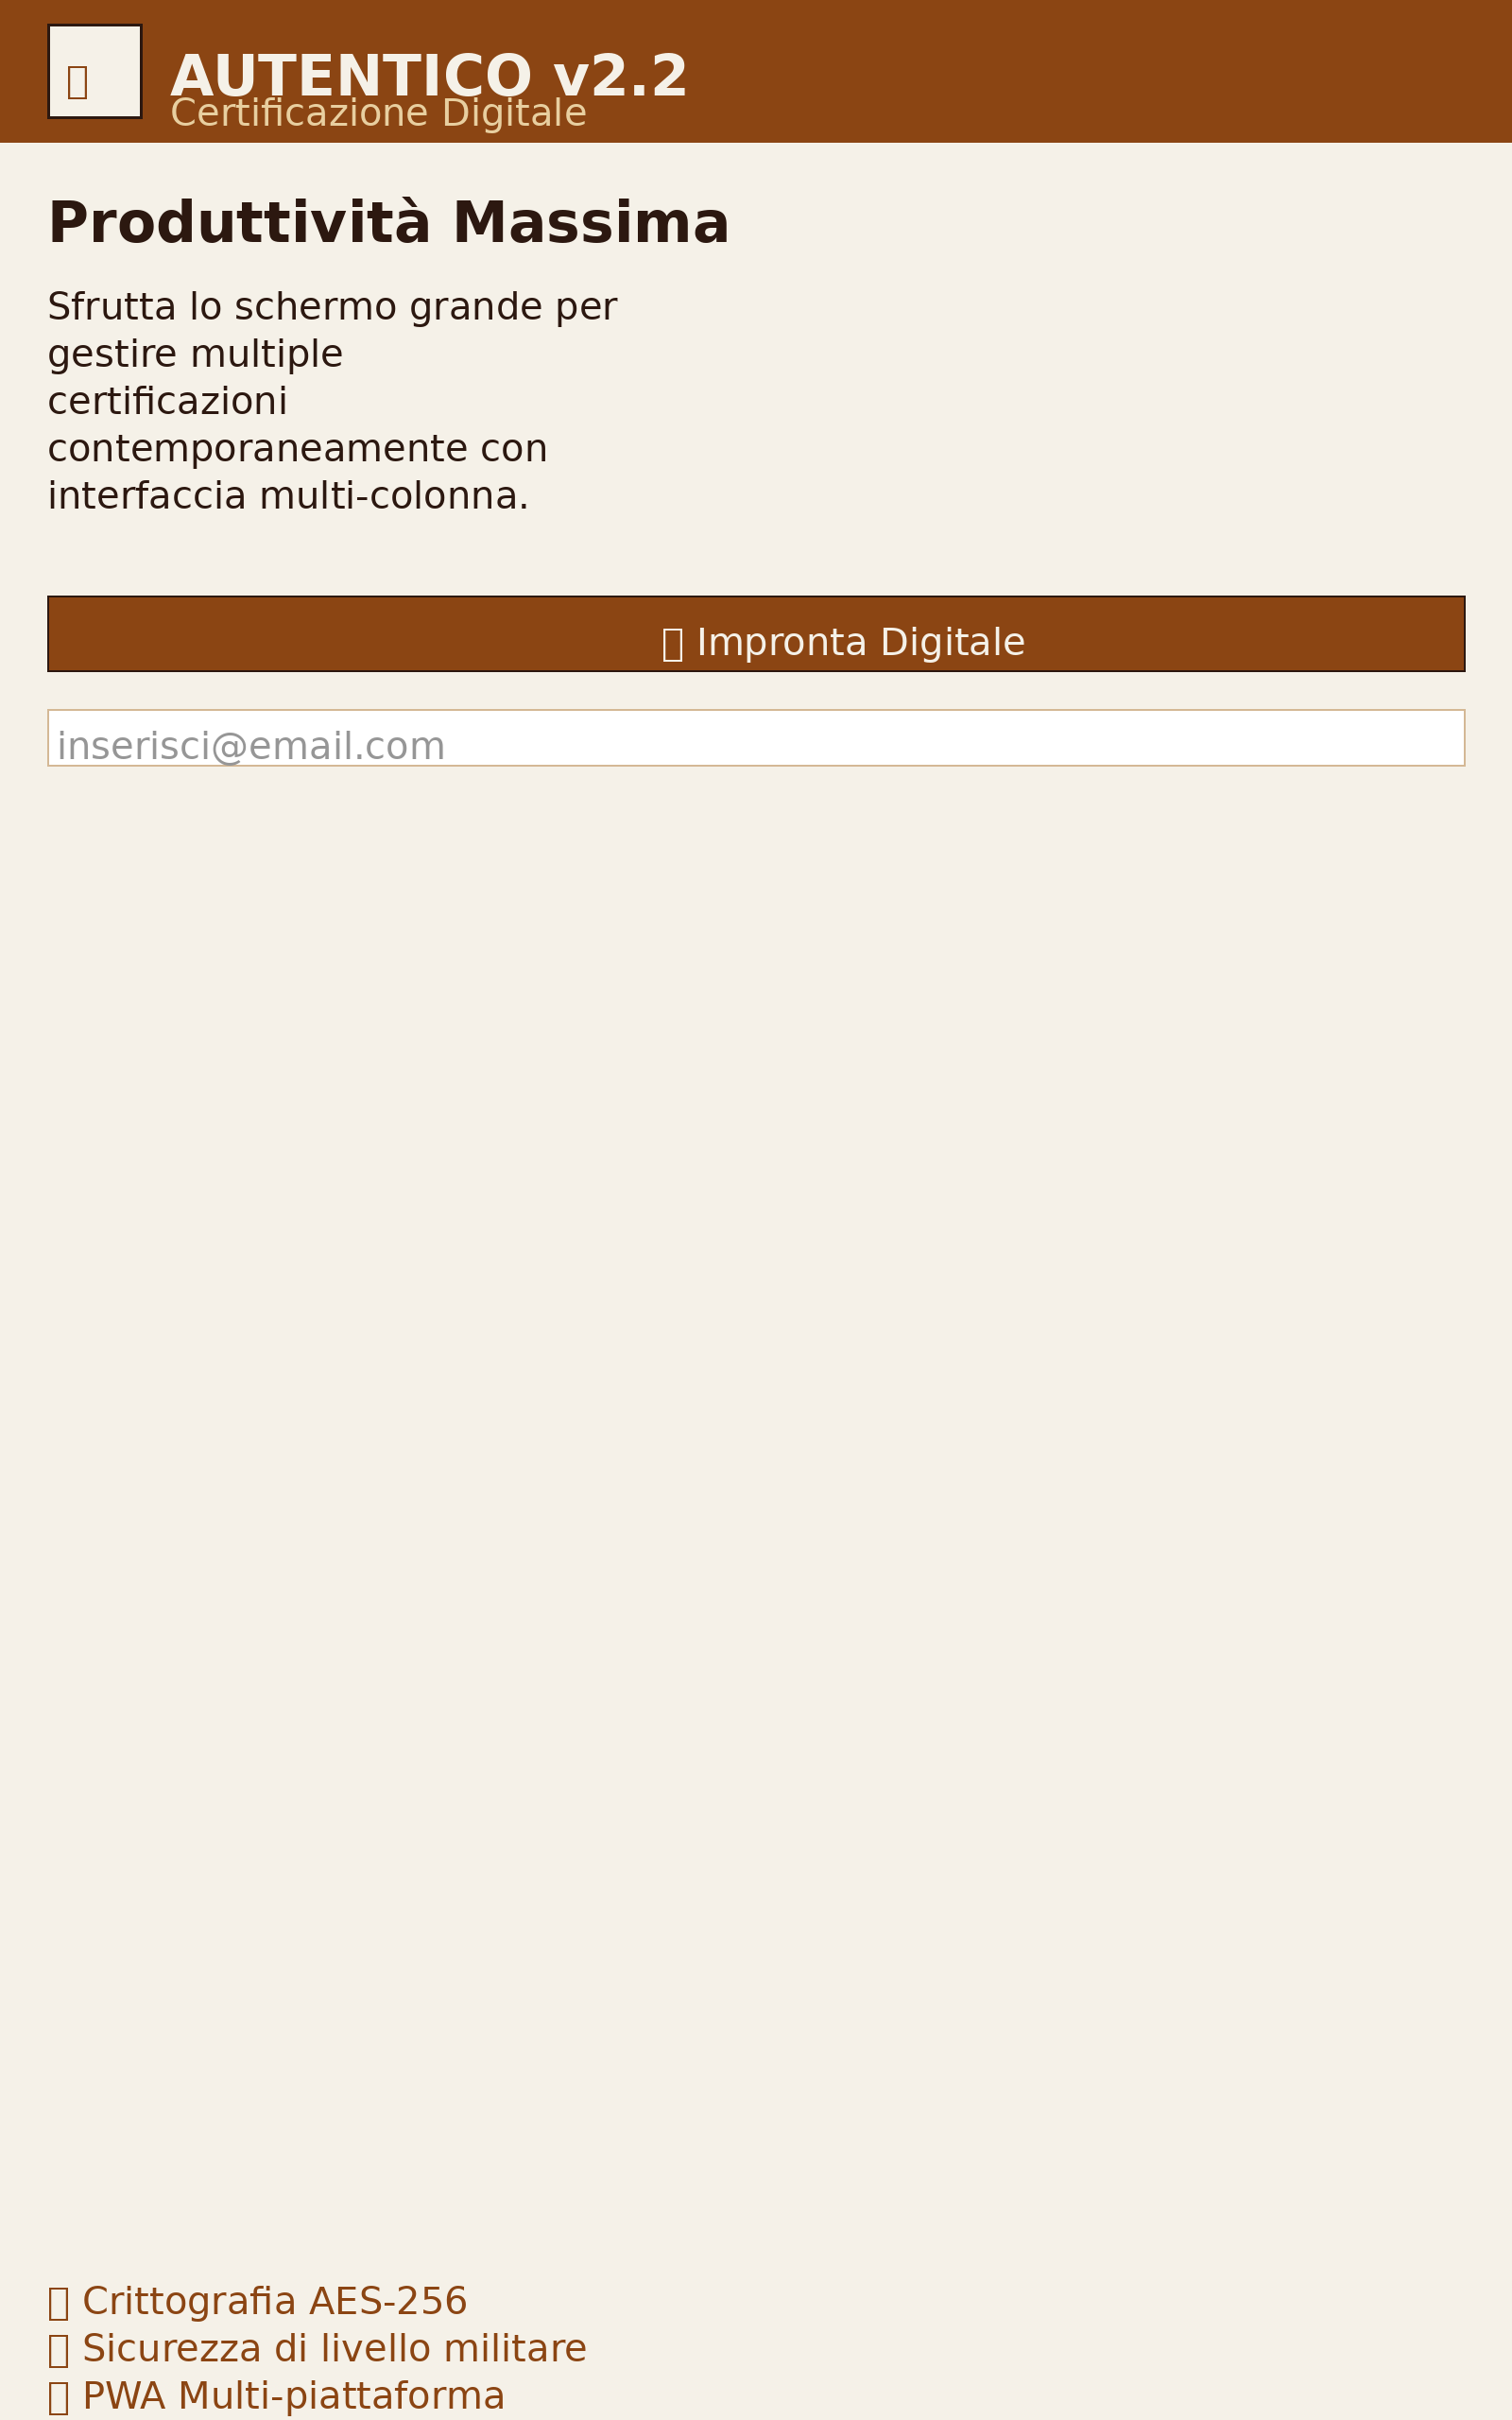 AUTENTICO v2.2
Certificazione Digitale
Produttività Massima
Sfrutta lo schermo grande per
gestire multiple
certificazioni
contemporaneamente con
interfaccia multi-colonna.
Impronta Digitale
inserisci@email.com
Crittografia AES-256
Sicurezza di livello militare
PWA Multi-piattaforma